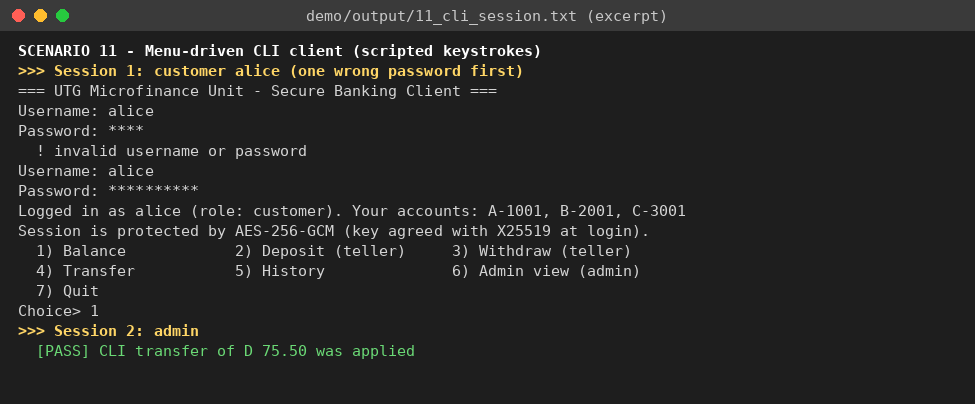 demo/output/11_cli_session.txt (excerpt)
SCENARIO 11 - Menu-driven CLI client (scripted keystrokes)
>>> Session 1: customer alice (one wrong password first)
=== UTG Microfinance Unit - Secure Banking Client ===
Username: alice
Password: ****
  ! invalid username or password
Username: alice
Password: **********
Logged in as alice (role: customer). Your accounts: A-1001, B-2001, C-3001
Session is protected by AES-256-GCM (key agreed with X25519 at login).
  1) Balance            2) Deposit (teller)     3) Withdraw (teller)
  4) Transfer           5) History              6) Admin view (admin)
  7) Quit
Choice> 1
>>> Session 2: admin
  [PASS] CLI transfer of D 75.50 was applied